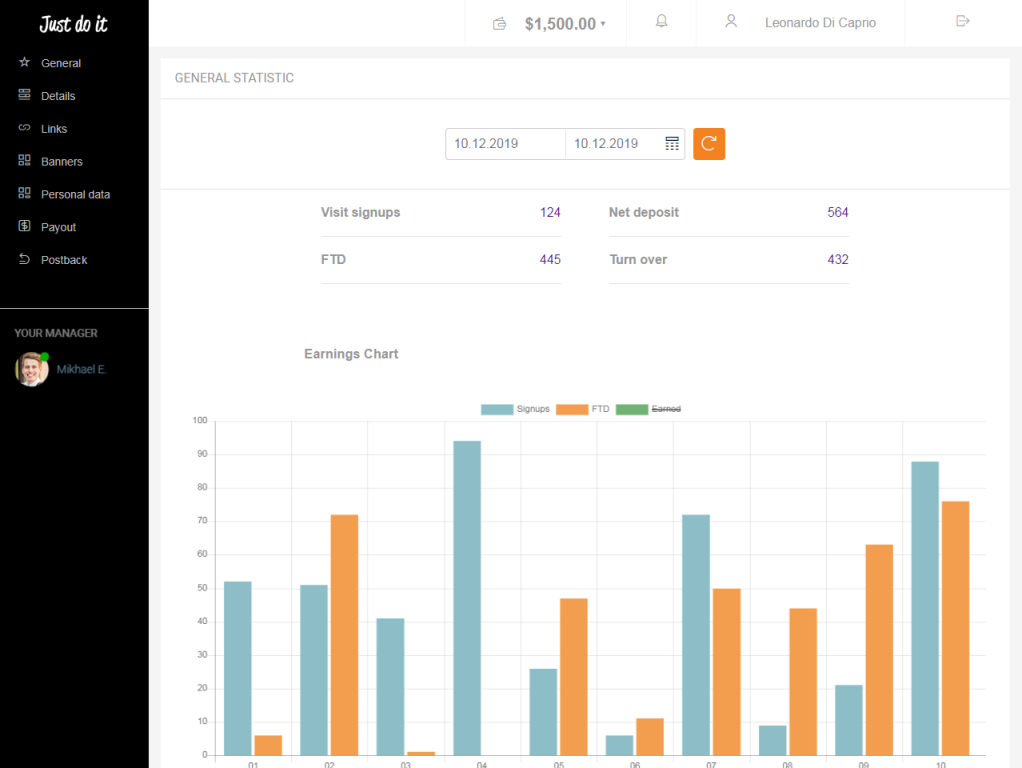 Just do it
$1,500.00
Leonardo Di Caprio
General
Details
Links
Banners
Personal data
Payout
Postback
YOUR MANAGER
Mikhael E.
GENERAL STATISTIC
10.12.2019 10.12.2019
Visit signups 124 Net deposit 564
FTD 445 Turn over 432
Earnings Chart
Signups FTD Earned
100
90
80
70
60
50
40
30
20
10
0
01 02 03 04 05 06 07 08 09 10